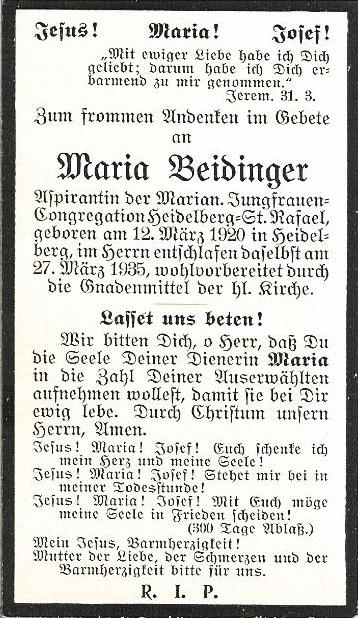 Jesus! Maria! Josef!
„Mit ewiger Liebe habe ich Dich
geliebt; darum habe ich Dich er-
barmend zu mir genommen.“
Jerem. 31. 3.
Zum frommen Andenken im Gebete
an
Maria Beidinger
Aspirantin der Marian. Jungfrauen-
Congregation Heidelberg-St. Rafael,
geboren am 12. März 1920 in Heidel-
berg, im Herrn entschlafen daselbst am
27. März 1935, wohlvorbereitet durch
die Gnadenmittel der hl. Kirche.
Lasset uns beten!
Wir bitten Dich, o Herr, daß Du
die Seele Deiner Dienerin Maria
in die Zahl Deiner Auserwählten
aufnehmen wollest, damit sie bei Dir
ewig lebe. Durch Christum unsern
Herrn, Amen.
Jesus! Maria! Josef! Euch schenke ich
mein Herz und meine Seele!
Jesus! Maria! Josef! Stehet mir bei in
meiner Todesstunde!
Jesus! Maria! Josef! Mit Euch möge
meine Seele in Frieden scheiden!
(300 Tage Ablaß.)
Mein Jesus, Barmherzigkeit!
Mutter der Liebe, der Schmerzen und der
Barmherzigkeit bitte für uns.
R. I. P.